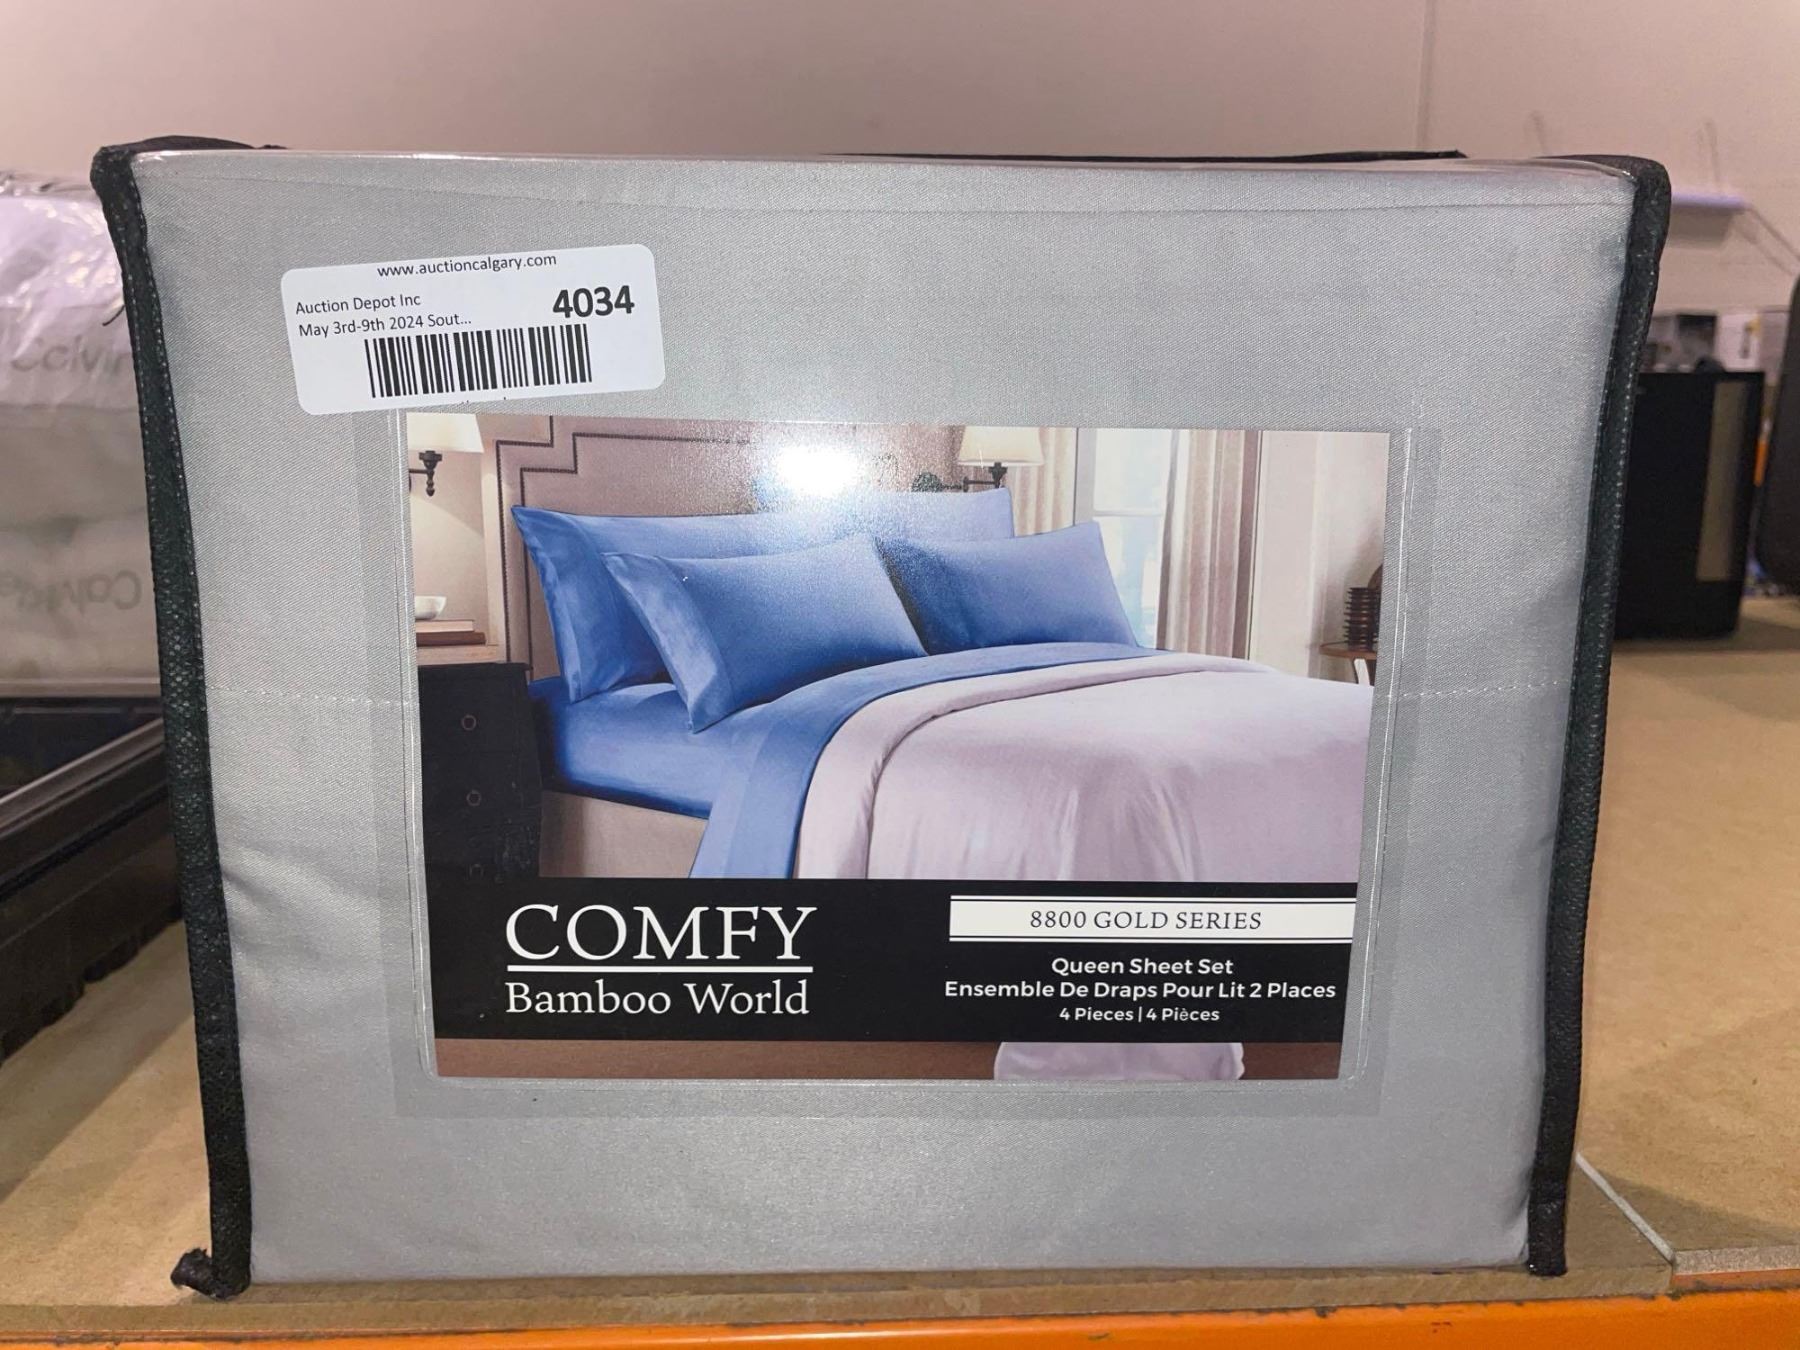 www.auctioncalgary.com
Auction Depot Inc
4034
May 3rd-9th 2024 Sout...
COMFY
Bamboo World
8800 GOLD SERIES
Queen Sheet Set
Ensemble De Draps Pour Lit 2 Places
4 Pieces | 4 Pièces
Calvin